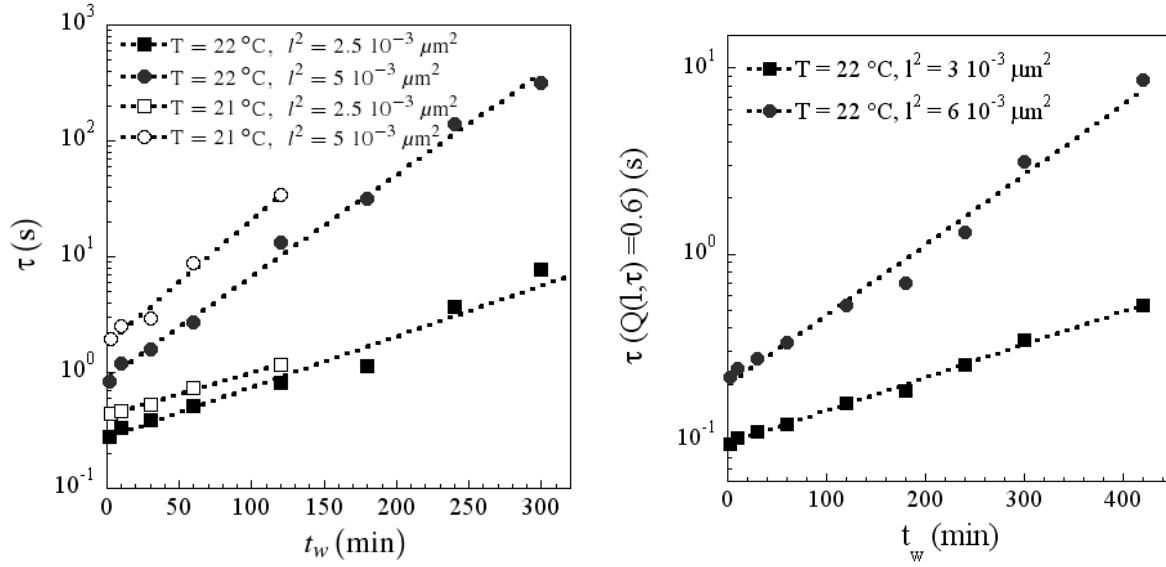 10³
T = 22 °C, l² = 2.5 10⁻³ μm²
T = 22 °C, l² = 5 10⁻³ μm²
T = 21 °C, l² = 2.5 10⁻³ μm²
T = 21 °C, l² = 5 10⁻³ μm²
10²
10¹
10⁰
10⁻¹
τ (s)
0 50 100 150 200 250 300
t_w (min)
10¹
T = 22 °C, l² = 3 10⁻³ μm²
T = 22 °C, l² = 6 10⁻³ μm²
10⁰
10⁻¹
τ (Q(l,τ) =0.6) (s)
0 100 200 300 400
t_w (min)